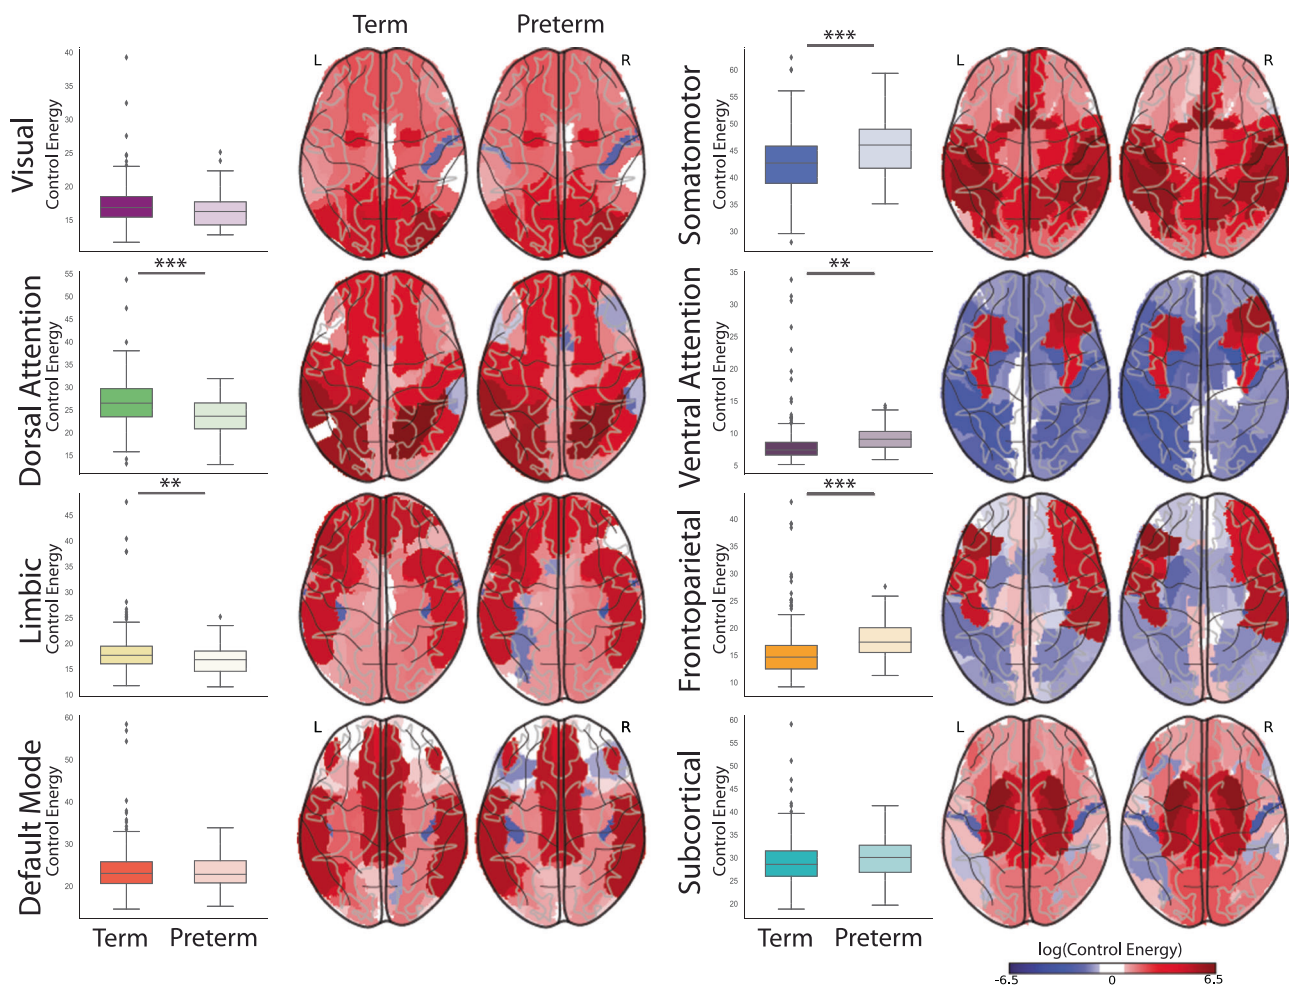 Term Preterm
Visual
Control Energy
40
35
30
25
20
15
L R
Somatomotor
Control Energy
***
60
55
50
45
40
35
30
L R
Dorsal Attention
Control Energy
***
55
50
45
40
35
30
25
20
15
Ventral Attention
Control Energy
**
35
30
25
20
15
10
5
Limbic
Control Energy
**
45
40
35
30
25
20
15
10
Frontoparietal
Control Energy
***
40
35
30
25
20
15
10
Default Mode
Control Energy
60
50
40
30
20
L R
Term Preterm
Subcortical
Control Energy
60
55
50
45
40
35
30
25
20
L R
Term Preterm
log(Control Energy)
-6.5 0 6.5